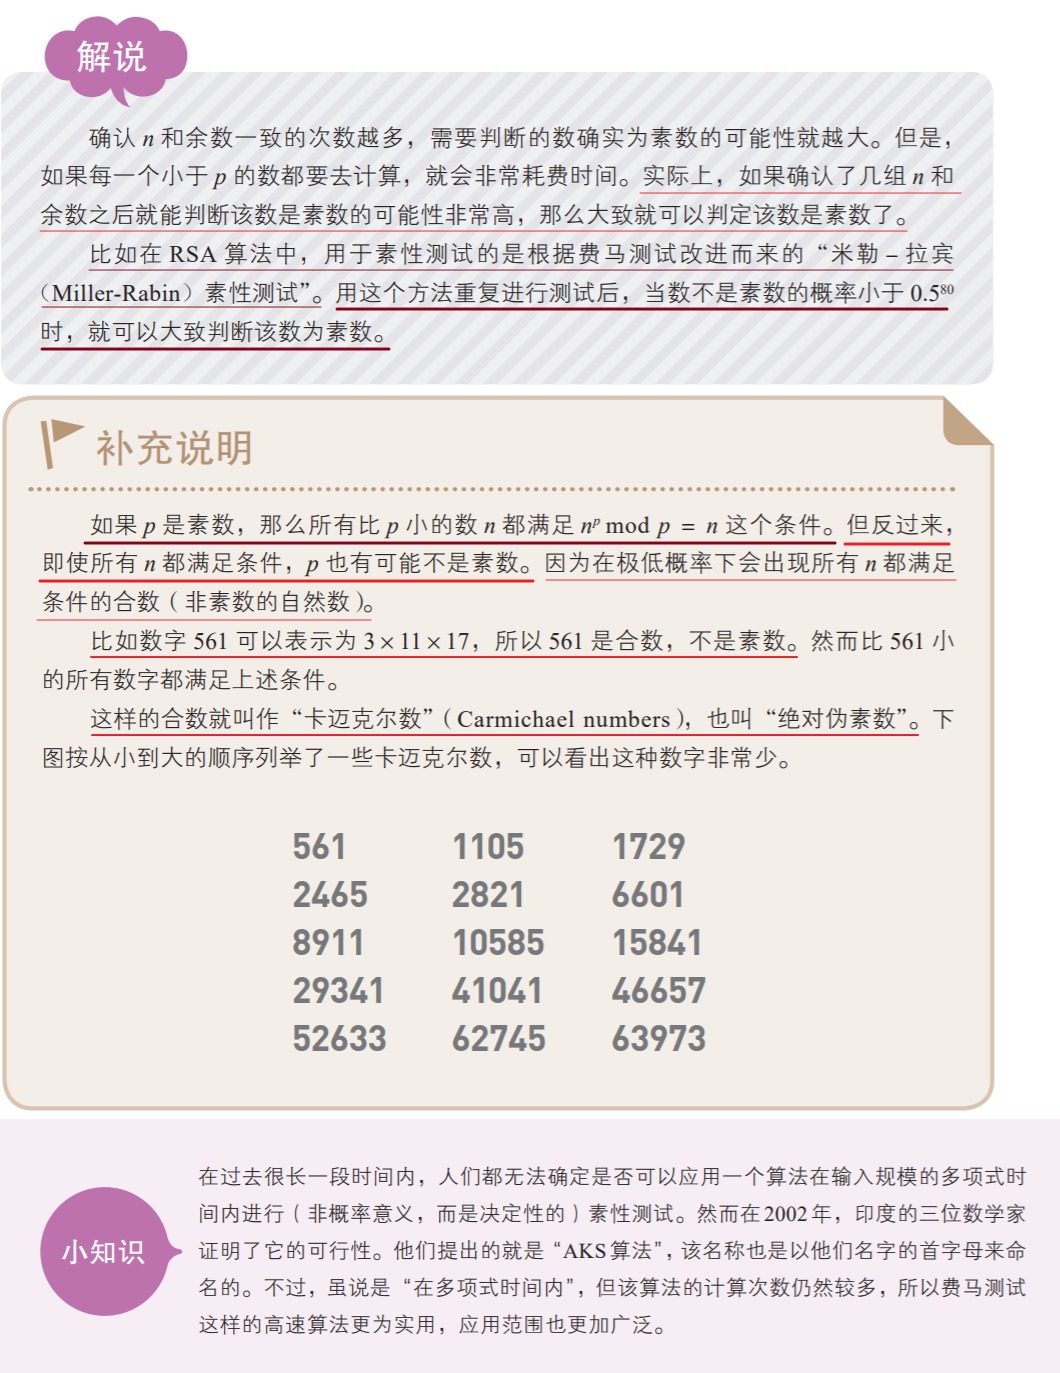 解说
确认 n 和余数一致的次数越多，需要判断的数确实为素数的可能性就越大。但是，
如果每一个小于 p 的数都要去计算，就会非常耗费时间。实际上，如果确认了几组 n 和
余数之后就能判断该数是素数的可能性非常高，那么大致就可以判定该数是素数了。
比如在 RSA 算法中，用于素性测试的是根据费马测试改进而来的“米勒－拉宾
（Miller-Rabin）素性测试”。用这个方法重复进行测试后，当数不是素数的概率小于 0.5⁸⁰
时，就可以大致判断该数为素数。
补充说明
如果 p 是素数，那么所有比 p 小的数 n 都满足 nᵖ mod p = n 这个条件。但反过来，
即使所有 n 都满足条件，p 也有可能不是素数。因为在极低概率下会出现所有 n 都满足
条件的合数（非素数的自然数）。
比如数字 561 可以表示为 3×11×17，所以 561 是合数，不是素数。然而比 561 小
的所有数字都满足上述条件。
这样的合数就叫作“卡迈克尔数”（Carmichael numbers），也叫“绝对伪素数”。下
图按从小到大的顺序列举了一些卡迈克尔数，可以看出这种数字非常少。
561 1105 1729
2465 2821 6601
8911 10585 15841
29341 41041 46657
52633 62745 63973
小知识
在过去很长一段时间内，人们都无法确定是否可以应用一个算法在输入规模的多项式时
间内进行（非概率意义，而是决定性的）素性测试。然而在2002年，印度的三位数学家
证明了它的可行性。他们提出的就是“AKS算法”，该名称也是以他们名字的首字母来命
名的。不过，虽说是“在多项式时间内”，但该算法的计算次数仍然较多，所以费马测试
这样的高速算法更为实用，应用范围也更加广泛。